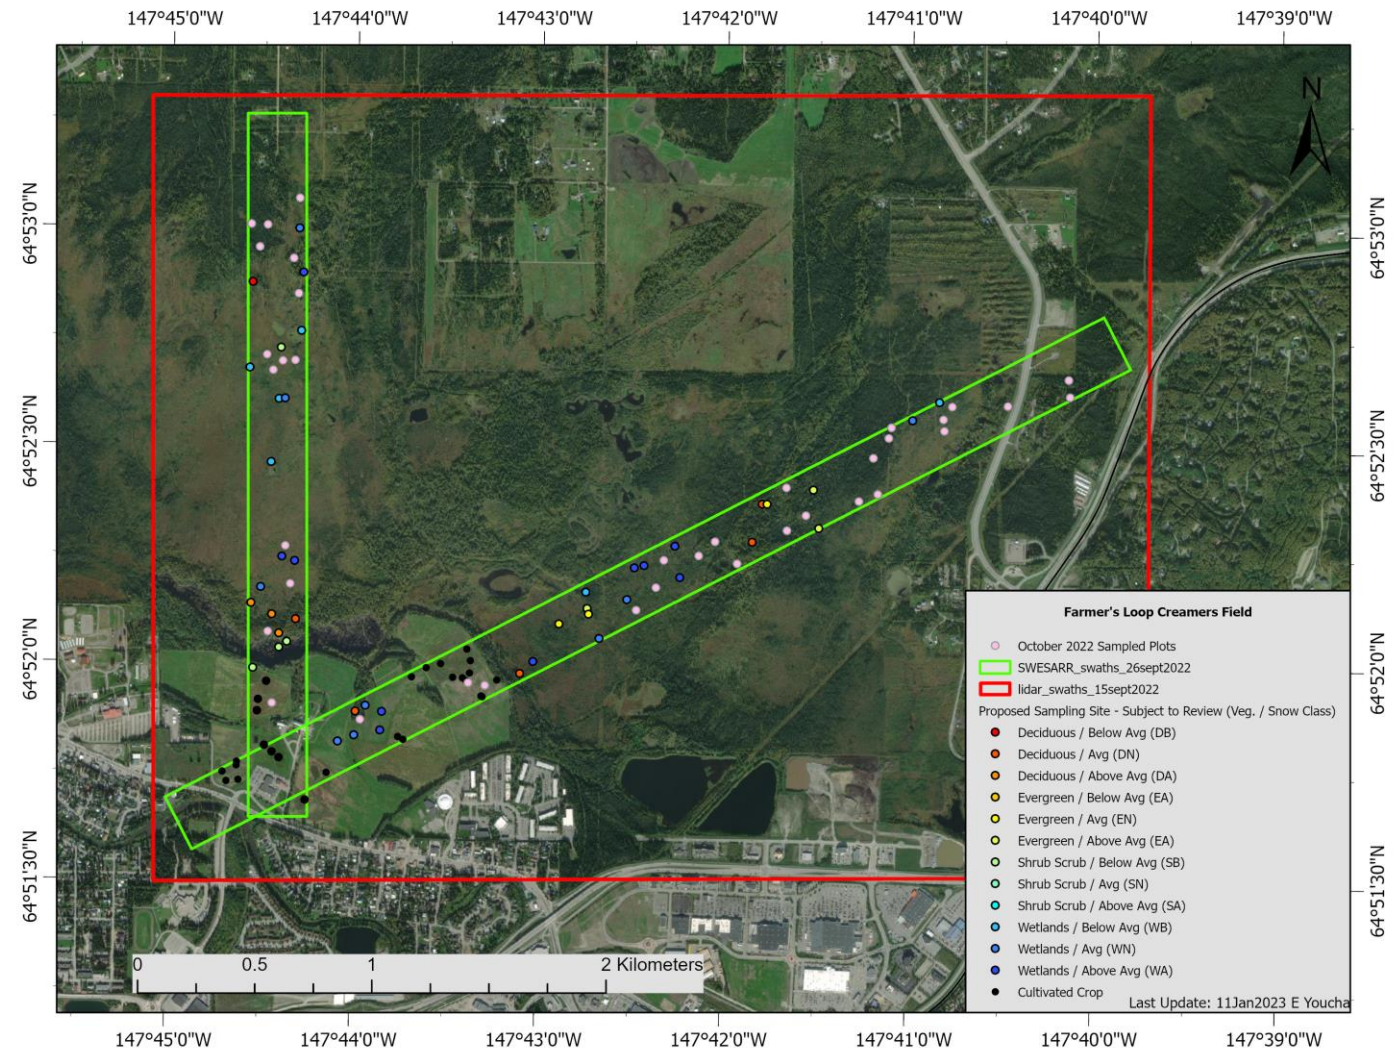 147°45'0"W 147°44'0"W 147°43'0"W 147°42'0"W 147°41'0"W 147°40'0"W 147°39'0"W
N
64°53'0"N
64°53'0"N
64°52'30"N
64°52'30"N
64°52'0"N
64°52'0"N
64°51'30"N
64°51'30"N
Farmer's Loop Creamers Field
October 2022 Sampled Plots
SWESARR_swaths_26sept2022
lidar_swaths_15sept2022
Proposed Sampling Site - Subject to Review (Veg. / Snow Class)
Deciduous / Below Avg (DB)
Deciduous / Avg (DN)
Deciduous / Above Avg (DA)
Evergreen / Below Avg (EA)
Evergreen / Avg (EN)
Evergreen / Above Avg (EA)
Shrub Scrub / Below Avg (SB)
Shrub Scrub / Avg (SN)
Shrub Scrub / Above Avg (SA)
Wetlands / Below Avg (WB)
Wetlands / Avg (WN)
Wetlands / Above Avg (WA)
Cultivated Crop
Last Update: 11Jan2023 E Youcha
0 0.5 1 2 Kilometers
147°45'0"W 147°44'0"W 147°43'0"W 147°42'0"W 147°41'0"W 147°40'0"W 147°39'0"W